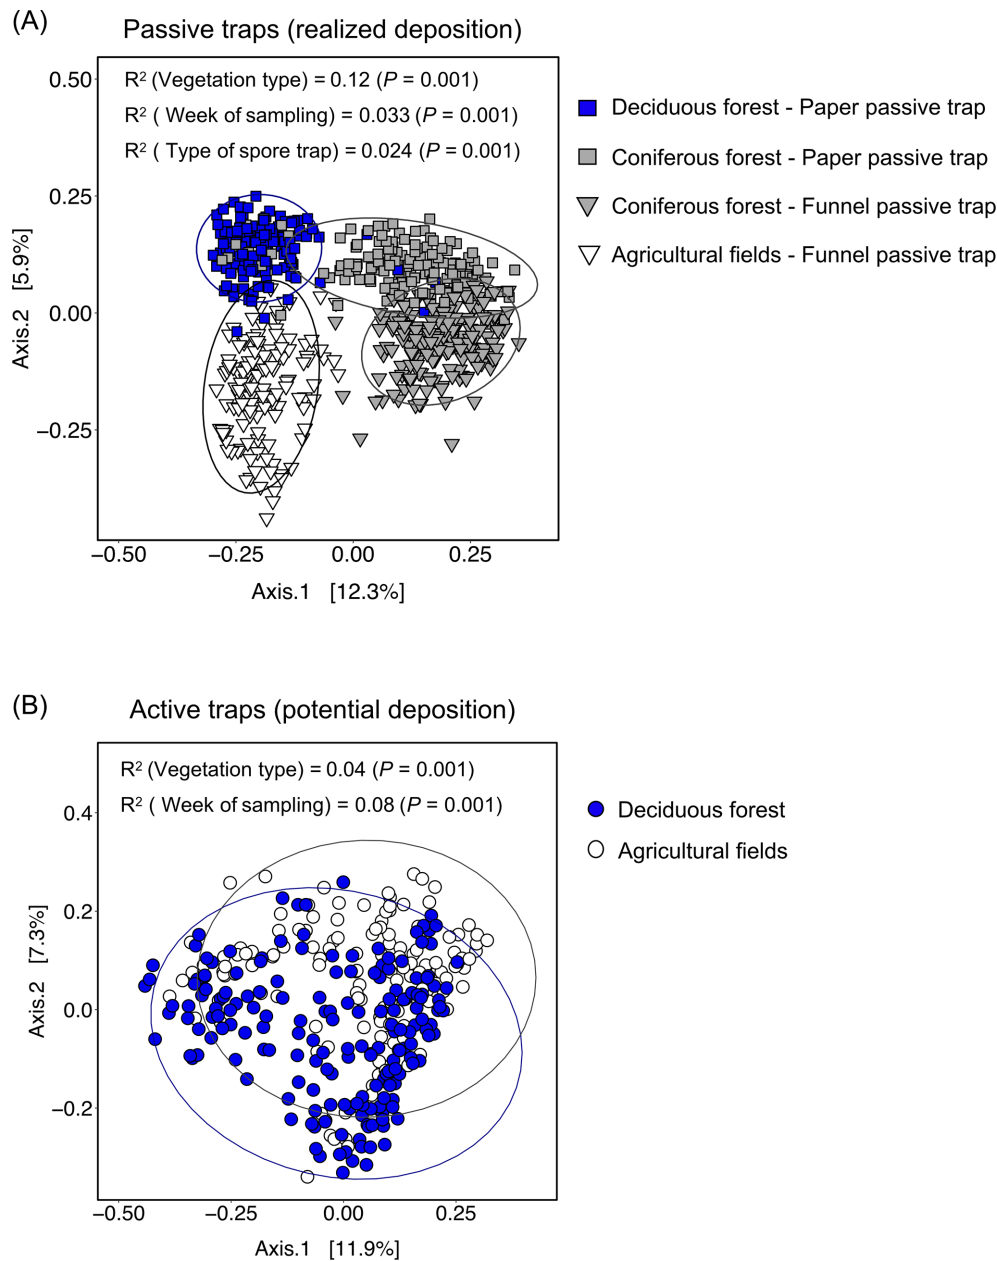 (A)
Passive traps (realized deposition)
R² (Vegetation type) = 0.12 (P = 0.001)
R² ( Week of sampling) = 0.033 (P = 0.001)
R² ( Type of spore trap) = 0.024 (P = 0.001)
0.50
0.25
0.00
−0.25
Axis.2 [5.9%]
−0.50
−0.25
0.00
0.25
Axis.1 [12.3%]
Deciduous forest - Paper passive trap
Coniferous forest - Paper passive trap
Coniferous forest - Funnel passive trap
Agricultural fields - Funnel passive trap
(B)
Active traps (potential deposition)
R² (Vegetation type) = 0.04 (P = 0.001)
R² ( Week of sampling) = 0.08 (P = 0.001)
0.4
0.2
0.0
−0.2
Axis.2 [7.3%]
−0.50
−0.25
0.00
0.25
Axis.1 [11.9%]
Deciduous forest
Agricultural fields